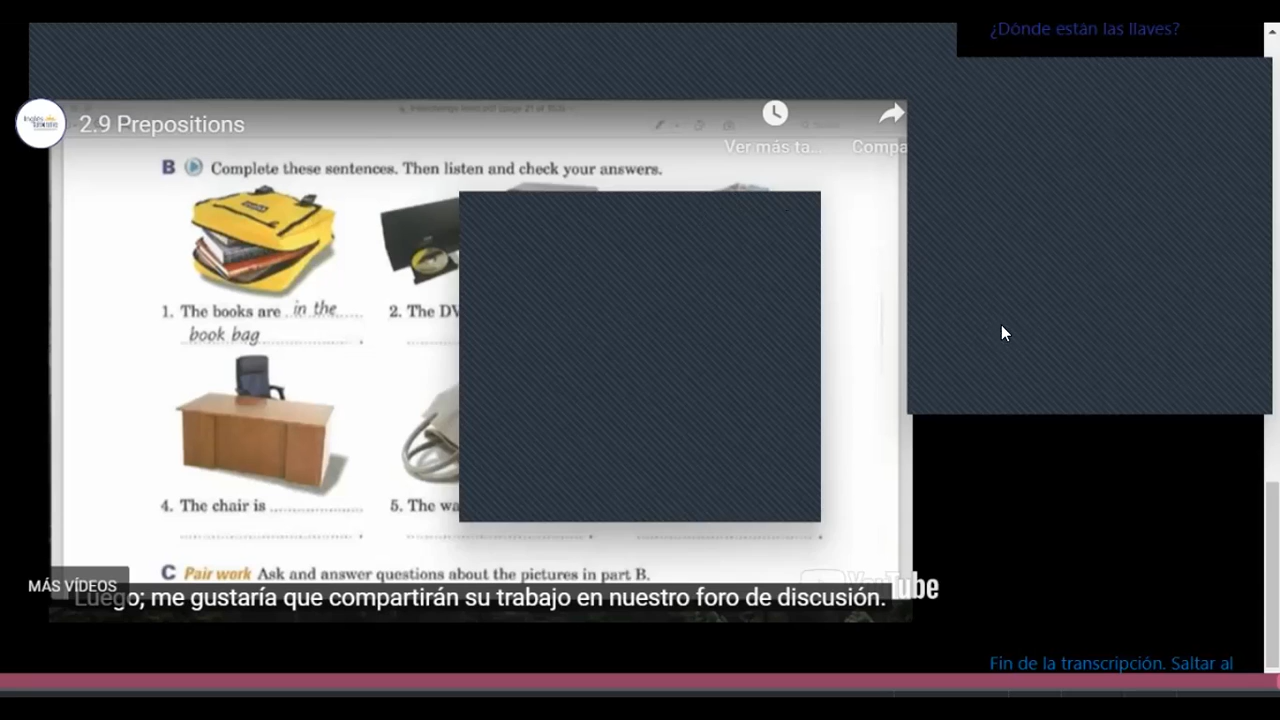 ¿Dónde están las llaves?
2.9 Prepositions
Ver más ta...
Compa
B Complete these sentences. Then listen and check your answers.
1. The books are in the
book bag
2. The DV
4. The chair is
5. The wa
C Pair work Ask and answer questions about the pictures in part B.
MÁS VÍDEOS
YouTube
Luego; me gustaría que compartirán su trabajo en nuestro foro de discusión.
Fin de la transcripción. Saltar al